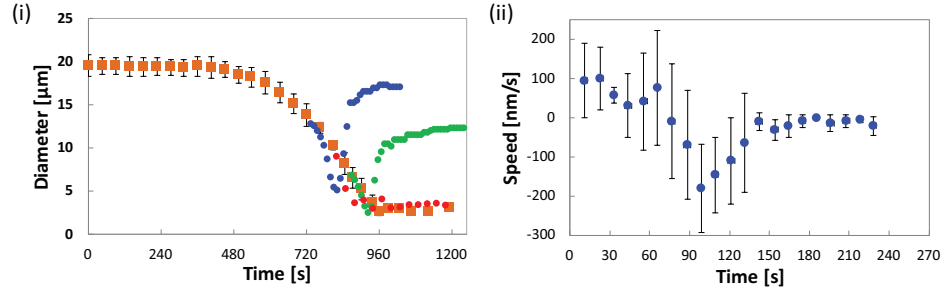 (i)
25
20
15
10
5
0
Diameter [μm]
0 240 480 720 960 1200
Time [s]
(ii)
200
100
0
-100
-200
-300
Speed [nm/s]
0 30 60 90 120 150 180 210 240 270
Time [s]